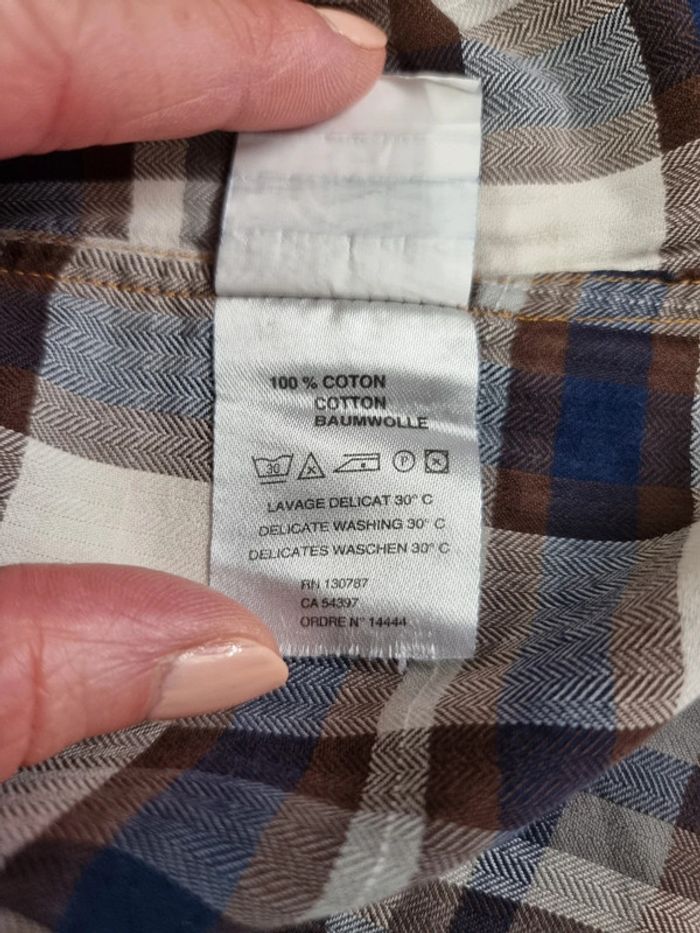 100 % COTON
COTTON
BAUMWOLLE
30 P
LAVAGE DELICAT 30° C
DELICATE WASHING 30° C
DELICATES WASCHEN 30° C
RN 130787
CA 54397
ORDRE N° 14444